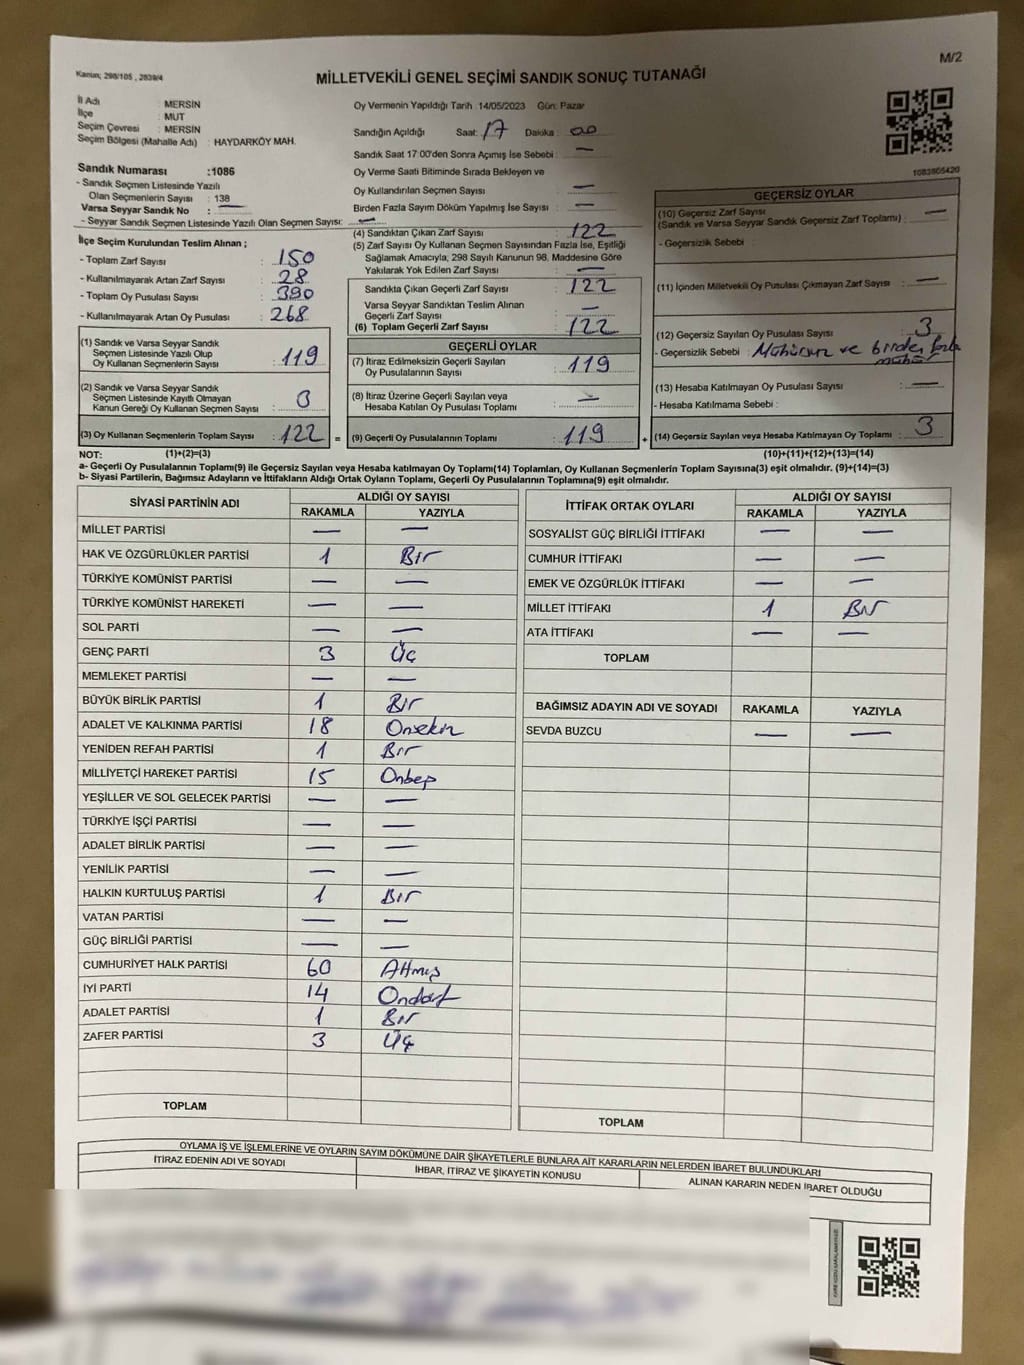 M/2
Kanun; 298/105 , 2839/4
MİLLETVEKİLİ GENEL SEÇİMİ SANDIK SONUÇ TUTANAĞI
İl Adı : MERSİN
İlçe : MUT
Seçim Çevresi : MERSİN
Seçim Bölgesi (Mahalle Adı) : HAYDARKÖY MAH.
Sandık Numarası :1086
- Sandık Seçmen Listesinde Yazılı
Olan Seçmenlerin Sayısı : 138
Varsa Seyyar Sandık No : —
- Seyyar Sandık Seçmen Listesinde Yazılı Olan Seçmen Sayısı: —
İlçe Seçim Kurulundan Teslim Alınan ;
- Toplam Zarf Sayısı : 150
- Kullanılmayarak Artan Zarf Sayısı : 28
- Toplam Oy Pusulası Sayısı : 390
- Kullanılmayarak Artan Oy Pusulası : 268
Oy Vermenin Yapıldığı Tarih : 14/05/2023 Gün: Pazar
Sandığın Açıldığı Saat: 17 Dakika : 00
Sandık Saat 17:00'den Sonra Açımış İse Sebebi : —
Oy Verme Saati Bitiminde Sırada Bekleyen ve
Oy Kullandırılan Seçmen Sayısı : —
Birden Fazla Sayım Döküm Yapılmış İse Sayısı : —
(4) Sandıktan Çıkan Zarf Sayısı : 122
(5) Zarf Sayısı Oy Kullanan Seçmen Sayısından Fazla İse, Eşitliği
Sağlamak Amacıyla, 298 Sayılı Kanunun 98. Maddesine Göre
Yakılarak Yok Edilen Zarf Sayısı : —
Sandıkta Çıkan Geçerli Zarf Sayısı : 122
Varsa Seyyar Sandıktan Teslim Alınan
Geçerli Zarf Sayısı : —
(6) Toplam Geçerli Zarf Sayısı : 122
1083805420
GEÇERSİZ OYLAR
(10) Geçersiz Zarf Sayısı
(Sandık ve Varsa Seyyar Sandık Geçersiz Zarf Toplamı) : —
- Geçersizlik Sebebi :
(11) İçinden Milletvekili Oy Pusulası Çıkmayan Zarf Sayısı : —
(12) Geçersiz Sayılan Oy Pusulası Sayısı : 3
- Geçersizlik Sebebi : Mühürsüz ve birden fazla
mühür
(13) Hesaba Katılmayan Oy Pusulası Sayısı : —
- Hesaba Katılmama Sebebi :
(14) Geçersiz Sayılan veya Hesaba Katılmayan Oy Toplamı : 3
(1) Sandık ve Varsa Seyyar Sandık
Seçmen Listesinde Yazılı Olup
Oy Kullanan Seçmenlerin Sayısı : 119
(2) Sandık ve Varsa Seyyar Sandık
Seçmen Listesinde Kayıtlı Olmayan
Kanun Gereği Oy Kullanan Seçmen Sayısı : 3
(3) Oy Kullanan Seçmenlerin Toplam Sayısı : 122 =
GEÇERLİ OYLAR
(7) İtiraz Edilmeksizin Geçerli Sayılan
Oy Pusulalarının Sayısı : 119
(8) İtiraz Üzerine Geçerli Sayılan veya
Hesaba Katılan Oy Pusulası Toplamı : —
(9) Geçerli Oy Pusulalarının Toplamı : 119 +
NOT: (1)+(2)=(3) (10)+(11)+(12)+(13)=(14)
a- Geçerli Oy Pusulalarının Toplamı(9) ile Geçersiz Sayılan veya Hesaba katılmayan Oy Toplamı(14) Toplamları, Oy Kullanan Seçmenlerin Toplam Sayısına(3) eşit olmalıdır. (9)+(14)=(3)
b- Siyasi Partilerin, Bağımsız Adayların ve İttifakların Aldığı Ortak Oyların Toplamı, Geçerli Oy Pusulalarının Toplamına(9) eşit olmalıdır.
SİYASİ PARTİNİN ADI ALDIĞI OY SAYISI
RAKAMLA YAZIYLA
MİLLET PARTİSİ — —
HAK VE ÖZGÜRLÜKLER PARTİSİ 1 Bir
TÜRKİYE KOMÜNİST PARTİSİ — —
TÜRKİYE KOMÜNİST HAREKETİ — —
SOL PARTİ — —
GENÇ PARTİ 3 Üç
MEMLEKET PARTİSİ — —
BÜYÜK BİRLİK PARTİSİ 1 Bir
ADALET VE KALKINMA PARTİSİ 18 Onsekiz
YENİDEN REFAH PARTİSİ 1 Bir
MİLLİYETÇİ HAREKET PARTİSİ 15 Onbeş
YEŞİLLER VE SOL GELECEK PARTİSİ — —
TÜRKİYE İŞÇİ PARTİSİ — —
ADALET BİRLİK PARTİSİ — —
YENİLİK PARTİSİ — —
HALKIN KURTULUŞ PARTİSİ 1 Bir
VATAN PARTİSİ — —
GÜÇ BİRLİĞİ PARTİSİ — —
CUMHURİYET HALK PARTİSİ 60 Altmış
İYİ PARTİ 14 Ondört
ADALET PARTİSİ 1 Bir
ZAFER PARTİSİ 3 Üç
TOPLAM
İTTİFAK ORTAK OYLARI ALDIĞI OY SAYISI
RAKAMLA YAZIYLA
SOSYALİST GÜÇ BİRLİĞİ İTTİFAKI — —
CUMHUR İTTİFAKI — —
EMEK VE ÖZGÜRLÜK İTTİFAKI — —
MİLLET İTTİFAKI 1 Bir
ATA İTTİFAKI — —
TOPLAM
BAĞIMSIZ ADAYIN ADI VE SOYADI RAKAMLA YAZIYLA
SEVDA BUZCU — —
TOPLAM
OYLAMA İŞ VE İŞLEMLERİNE VE OYLARIN SAYIM DÖKÜMÜNE DAİR ŞİKAYETLERLE BUNLARA AİT KARARLARIN NELERDEN İBARET BULUNDUKLARI
İTİRAZ EDENİN ADI VE SOYADI İHBAR, İTİRAZ VE ŞİKAYETİN KONUSU ALINAN KARARIN NEDEN İBARET OLDUĞU